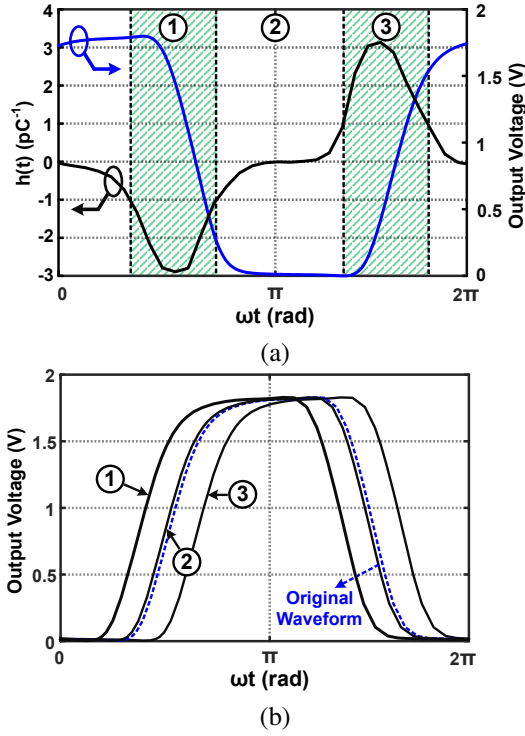 1
2
3
4
3
2
1
0
-1
-2
-3
h(t) (pC-1)
2
1.5
1
0.5
0
Output Voltage (V)
0
π
2π
ωt (rad)
(a)
2
1.5
1
0.5
0
Output Voltage (V)
1
2
3
Original
Waveform
0
π
2π
ωt (rad)
(b)